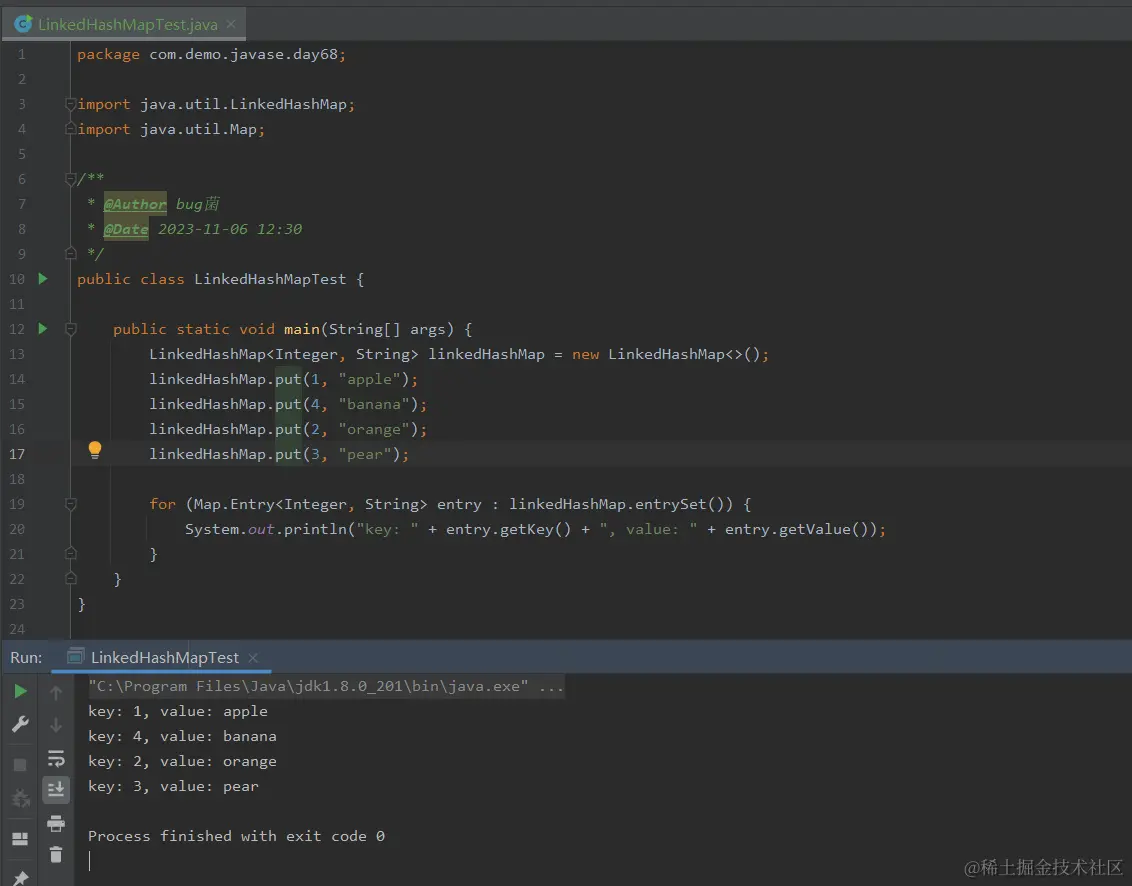 LinkedHashMapTest.java
1 package com.demo.javase.day68;
2
3 import java.util.LinkedHashMap;
4 import java.util.Map;
5
6 /**
7  * @Author bug菌
8  * @Date 2023-11-06 12:30
9  */
10 public class LinkedHashMapTest {
11
12     public static void main(String[] args) {
13         LinkedHashMap<Integer, String> linkedHashMap = new LinkedHashMap<>();
14         linkedHashMap.put(1, "apple");
15         linkedHashMap.put(4, "banana");
16         linkedHashMap.put(2, "orange");
17         linkedHashMap.put(3, "pear");
18
19         for (Map.Entry<Integer, String> entry : linkedHashMap.entrySet()) {
20             System.out.println("key: " + entry.getKey() + ", value: " + entry.getValue());
21         }
22     }
23 }
24
Run: LinkedHashMapTest
"C:\Program Files\Java\jdk1.8.0_201\bin\java.exe" ...
key: 1, value: apple
key: 4, value: banana
key: 2, value: orange
key: 3, value: pear
Process finished with exit code 0
@稀土掘金技术社区